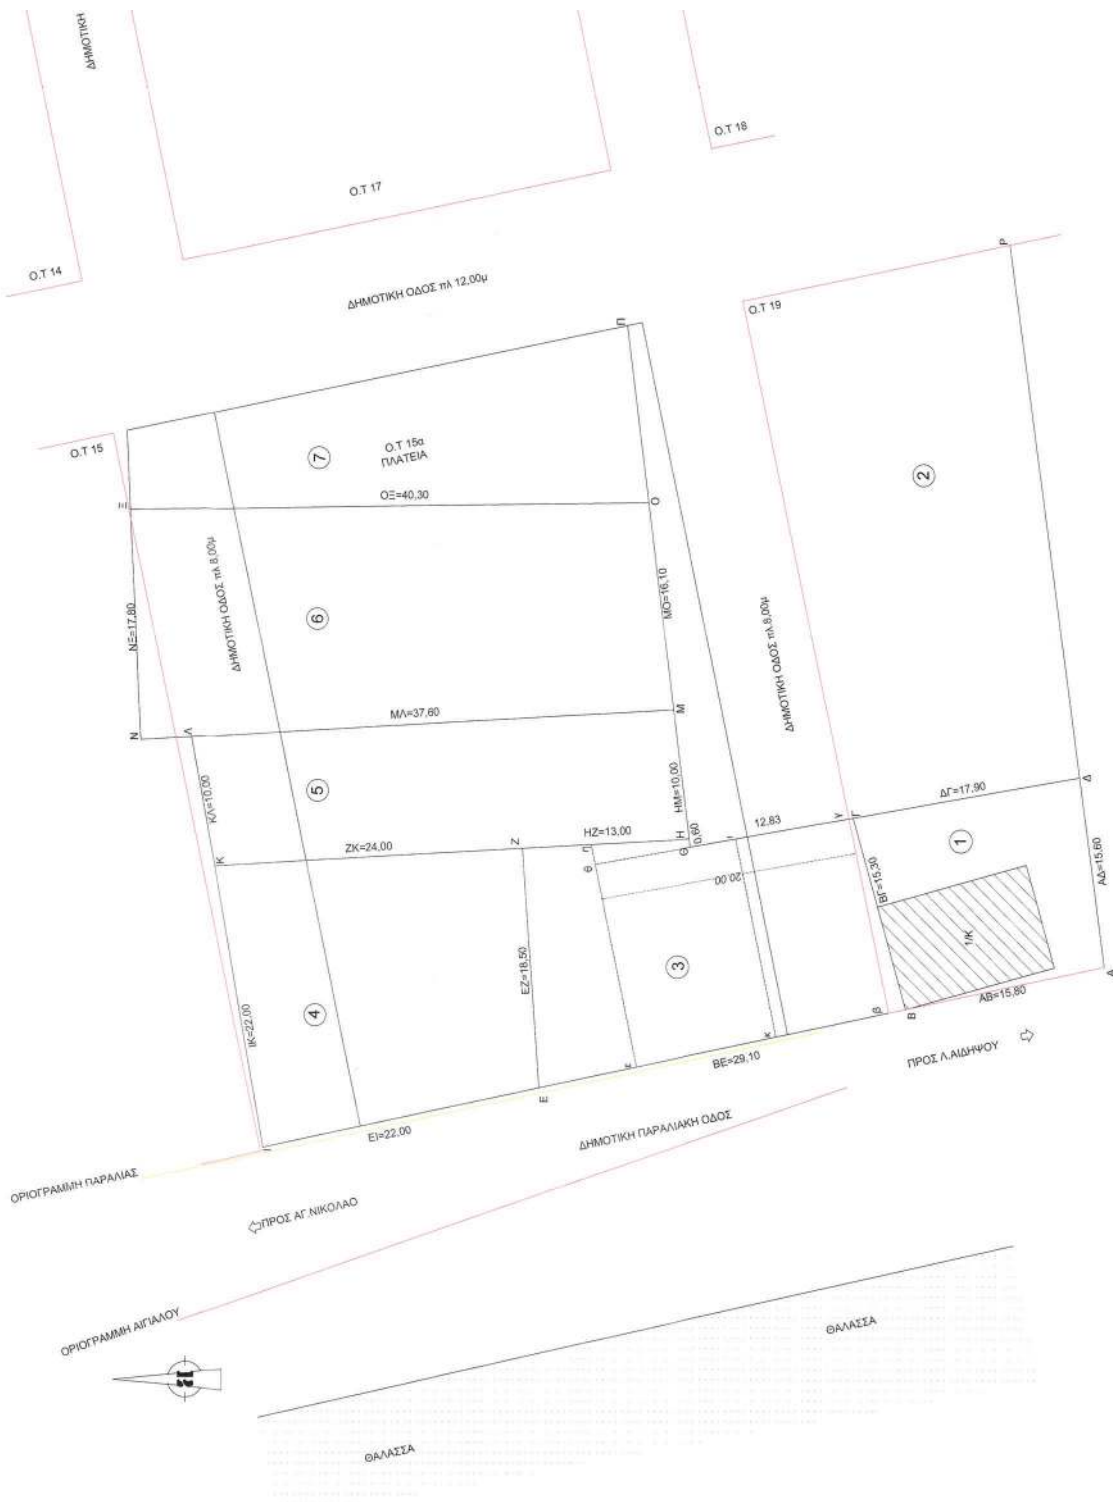 ΔΗΜΟΤΙΚΗ
Ο.Τ 18
Ο.Τ 17
Ο.Τ 14
ΔΗΜΟΤΙΚΗ ΟΔΟΣ πλ 12,00μ
Ρ
Ο.Τ 19
Π
Ο.Τ 15
7
Ο.Τ 15α
ΠΛΑΤΕΙΑ
2
Ξ
ΟΞ=40,30
Ο
ΔΗΜΟΤΙΚΗ ΟΔΟΣ πλ 8,00μ
ΝΞ=17,80
6
ΜΟ=16,10
ΔΗΜΟΤΙΚΗ ΟΔΟΣ πλ.8,00μ
Ν
Λ
ΜΛ=37,60
Μ
ΚΛ=10,00
5
ΗΜ=10,00
ΔΓ=17,90
Δ
Κ
ΖΚ=24,00
Ζ
ΗΖ=13,00
Η
0,60
12,83
γ
Γ
η
θ
Θ
ι
1
ΒΓ=15,30
20,00
ΑΔ=15,60
1/Κ
ΕΖ=18,50
3
4
ΙΚ=22,00
Α
ΑΒ=15,80
Β
β
κ
ε
ΒΕ=29,10
Ε
ΠΡΟΣ Λ.ΑΙΔΗΨΟΥ
ΕΙ=22,00
Ι
ΔΗΜΟΤΙΚΗ ΠΑΡΑΛΙΑΚΗ ΟΔΟΣ
ΟΡΙΟΓΡΑΜΜΗ ΠΑΡΑΛΙΑΣ
ΠΡΟΣ ΑΓ.ΝΙΚΟΛΑΟ
ΟΡΙΟΓΡΑΜΜΗ ΑΙΓΙΑΛΟΥ
ΘΑΛΑΣΣΑ
ΘΑΛΑΣΣΑ